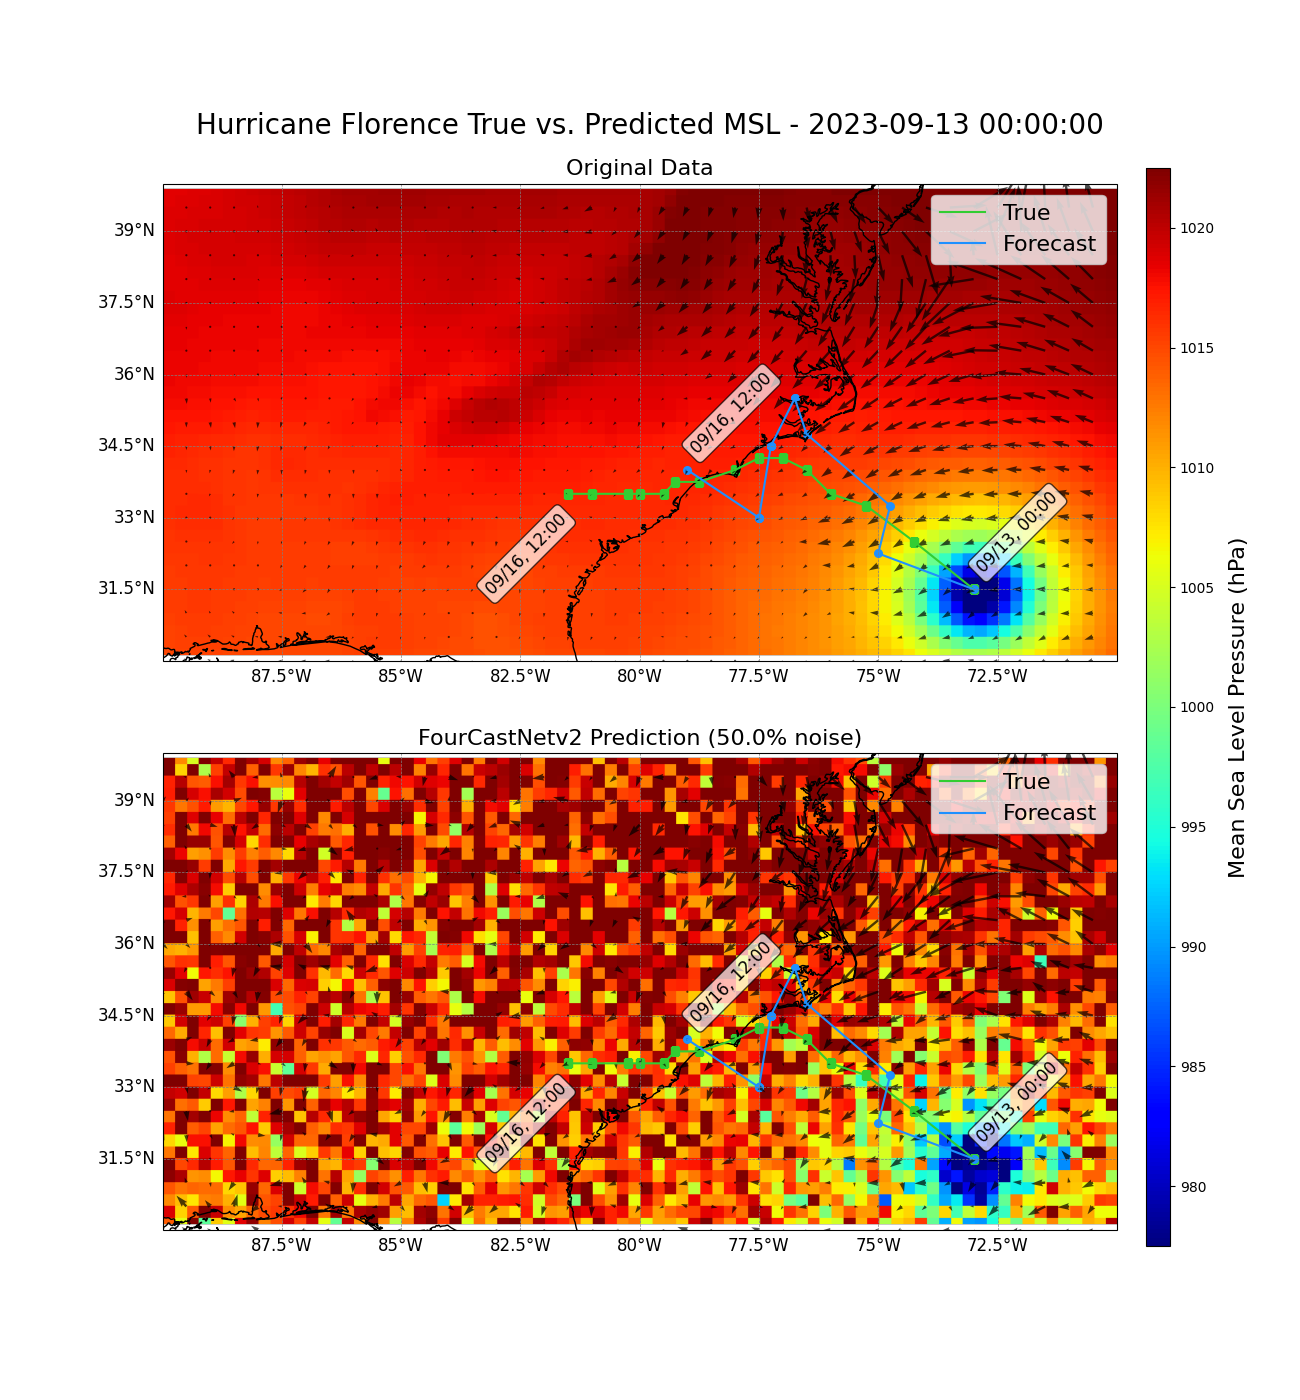 Hurricane Florence True vs. Predicted MSL - 2023-09-13 00:00:00
Original Data
True
Forecast
39°N
37.5°N
36°N
34.5°N
33°N
31.5°N
09/16, 12:00
09/16, 12:00
09/13, 00:00
87.5°W
85°W
82.5°W
80°W
77.5°W
75°W
72.5°W
FourCastNetv2 Prediction (50.0% noise)
True
Forecast
39°N
37.5°N
36°N
34.5°N
33°N
31.5°N
09/16, 12:00
09/16, 12:00
09/13, 00:00
87.5°W
85°W
82.5°W
80°W
77.5°W
75°W
72.5°W
1020
1015
1010
1005
1000
995
990
985
980
Mean Sea Level Pressure (hPa)